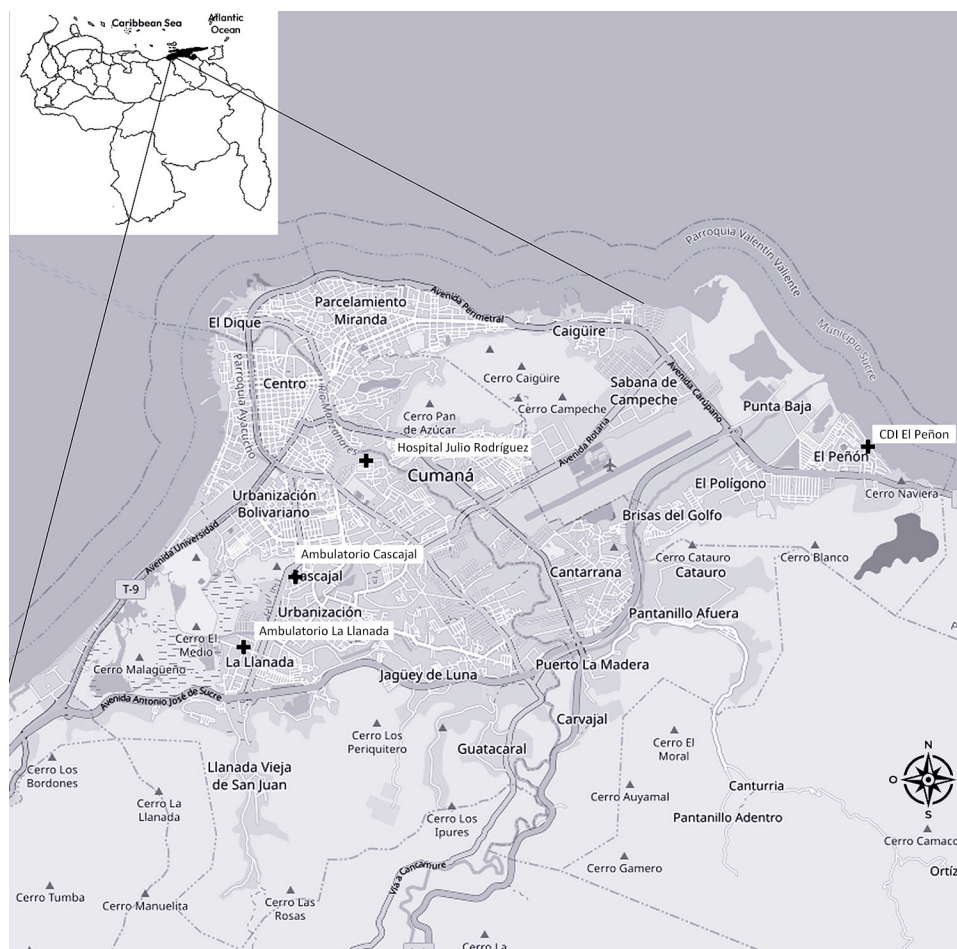 Caribbean Sea
Atlantic
Ocean
Parroquia Valentín Valiente
Municipio Sucre
Avenida Perimetral
Parcelamiento
Miranda
El Dique
Caigüire
Parroquia Ayacucho
Centro
Río Manzanares
Cerro Caigüire
Sabana de
Campeche
Avenida Carúpano
Cerro Campeche
Cerro Pan
de Azúcar
Punta Baja
Avenida Rotaria
CDI El Peñon
Hospital Julio Rodríguez
El Peñón
Cumaná
El Polígono
Cerro Naviera
Urbanización
Bolivariano
Brisas del Golfo
Avenida Universidad
Ambulatorio Cascajal
Cerro Catauro
Catauro
Cerro Blanco
Cantarrana
ascajal
T-9
Urbanización
Pantanillo Afuera
Ambulatorio La Llanada
Cerro El
Medio
La Llanada
Cerro Malagueño
Puerto La Madera
Jagüey de Luna
Avenida Antonio José de Sucre
Carvajal
Cerro Los
Periquitero
Guatacaral
Cerro El
Moral
N
O
S
Cerro Los
Bordones
Llanada Vieja
de San Juan
Canturria
Cerro Auyamal
Cerro La
Llanada
Pantanillo Adentro
Cerro Los
Ipures
Cerro Camaco
Vía a Cancamure
Cerro Gamero
Ortíz
Cerro Tumba
Cerro Manuelita
Cerro Las
Rosas
Cerro La